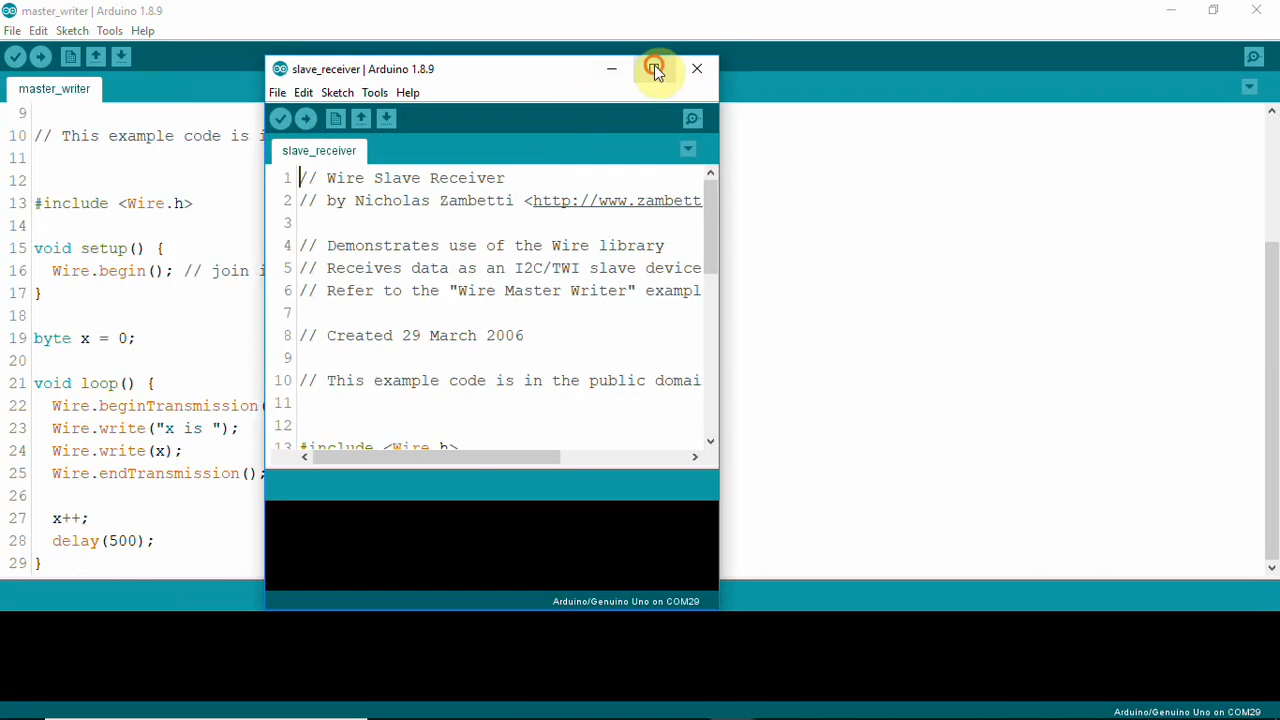 master_writer | Arduino 1.8.9
File Edit Sketch Tools Help
master_writer
9
10 // This example code is i
11
12
13 #include <Wire.h>
14
15 void setup() {
16 Wire.begin(); // join i
17 }
18
19 byte x = 0;
20
21 void loop() {
22 Wire.beginTransmission(
23 Wire.write("x is ");
24 Wire.write(x);
25 Wire.endTransmission();
26
27 x++;
28 delay(500);
29 }
Arduino/Genuino Uno on COM29
slave_receiver | Arduino 1.8.9
File Edit Sketch Tools Help
slave_receiver
1 // Wire Slave Receiver
2 // by Nicholas Zambetti <http://www.zambett
3
4 // Demonstrates use of the Wire library
5 // Receives data as an I2C/TWI slave device
6 // Refer to the "Wire Master Writer" exampl
7
8 // Created 29 March 2006
9
10 // This example code is in the public domai
11
12
13 #include <Wire.h>
Arduino/Genuino Uno on COM29